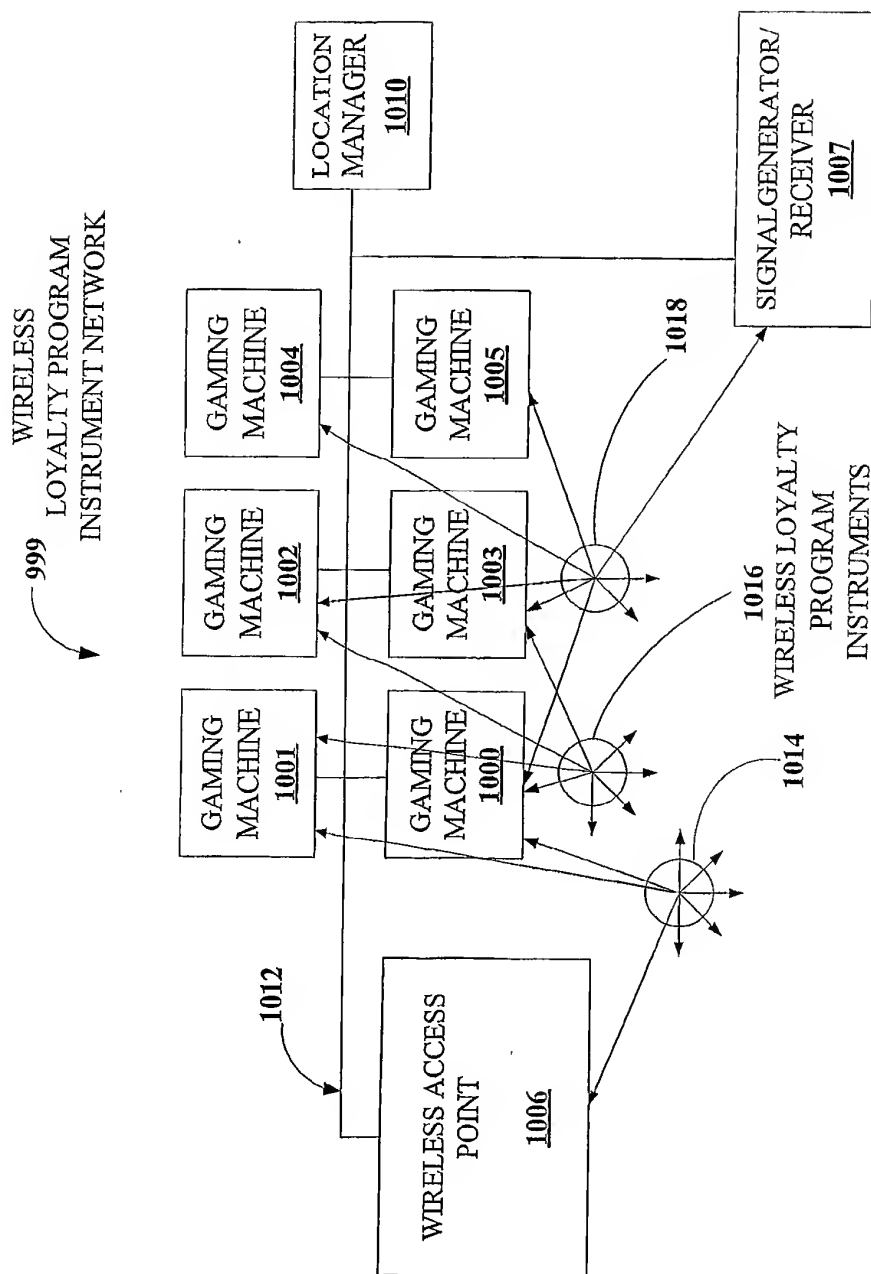 WIRELESS
LOYALTY PROGRAM
INSTRUMENT NETWORK
999
LOCATION
MANAGER
1010
GAMING
MACHINE
1001
GAMING
MACHINE
1002
GAMING
MACHINE
1004
1012
GAMING
MACHINE
1000
GAMING
MACHINE
1003
GAMING
MACHINE
1005
WIRELESS ACCESS
POINT
1006
1018
1016
WIRELESS LOYALTY
PROGRAM
INSTRUMENTS
1014
SIGNALGENERATOR/
RECEIVER
1007